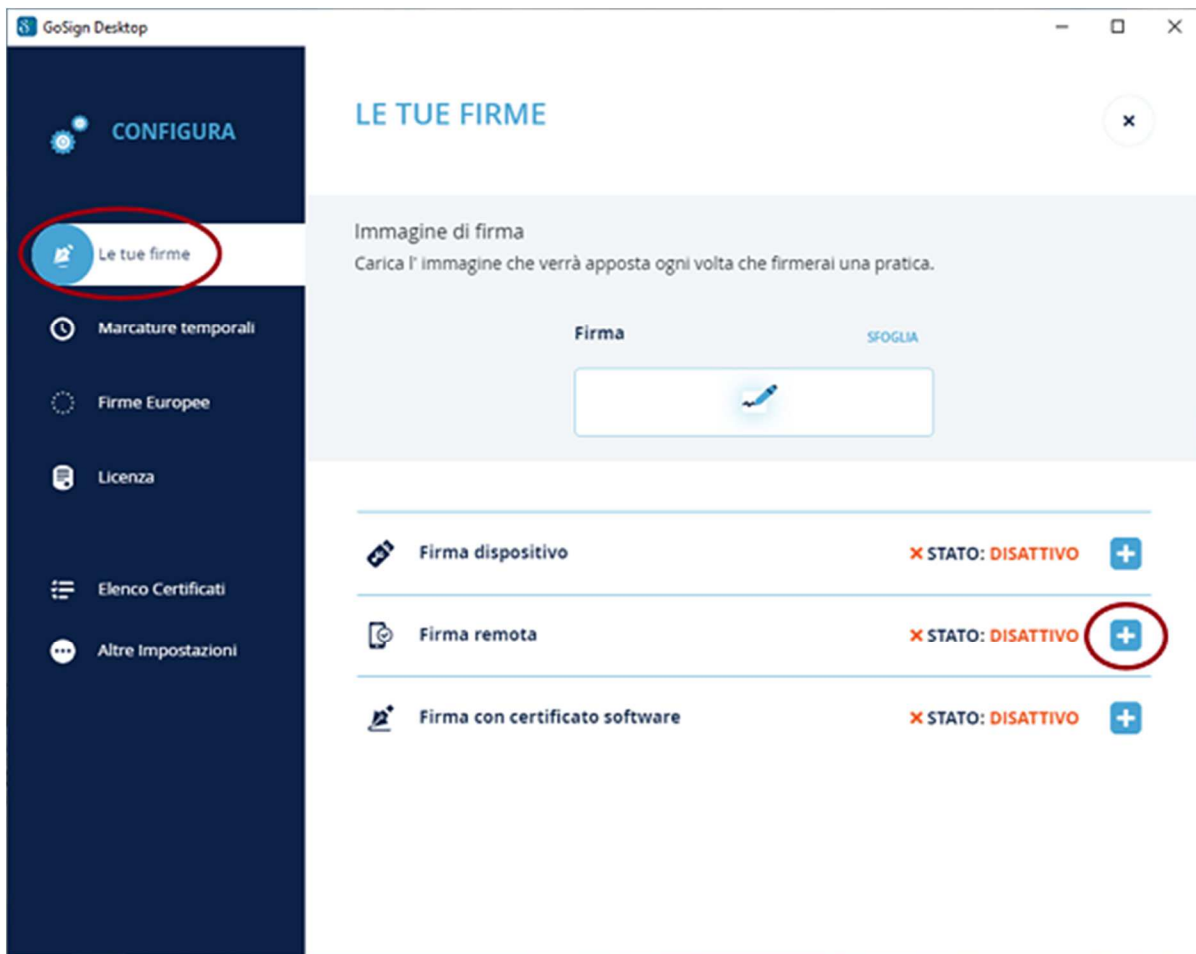 GoSign Desktop
CONFIGURA
Le tue firme
Marcature temporali
Firme Europee
Licenza
Elenco Certificati
Altre Impostazioni
LE TUE FIRME
Immagine di firma
Carica l' immagine che verrà apposta ogni volta che firmerai una pratica.
Firma SFOGLIA
Firma dispositivo STATO: DISATTIVO
Firma remota STATO: DISATTIVO
Firma con certificato software STATO: DISATTIVO